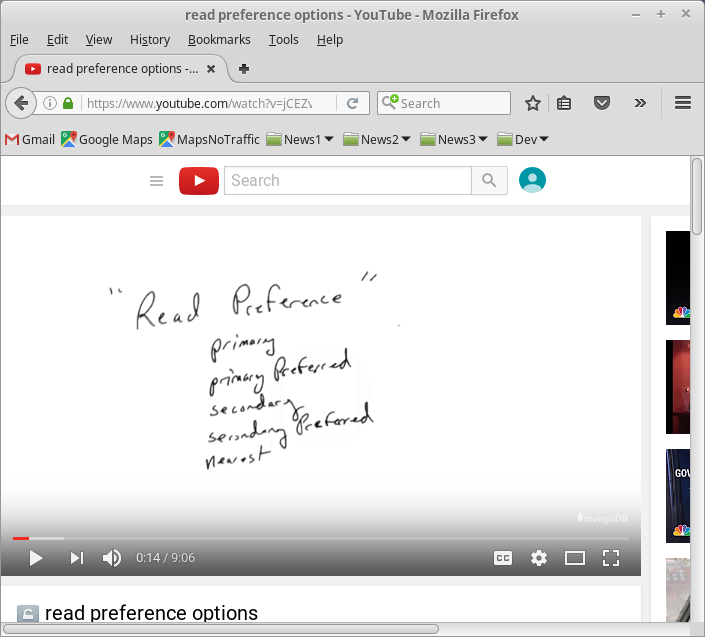 read preference options - YouTube - Mozilla Firefox
File Edit View History Bookmarks Tools Help
read preference options -...
https://www.youtube.com/watch?v=jCEZv
Search
Gmail Google Maps MapsNoTraffic News1 News2 News3 Dev
Search
" Read Preference "
primary
primary Preferred
secondary
secondary Preferred
nearest
GOV
mongoDB
0:14 / 9:06
CC
read preference options